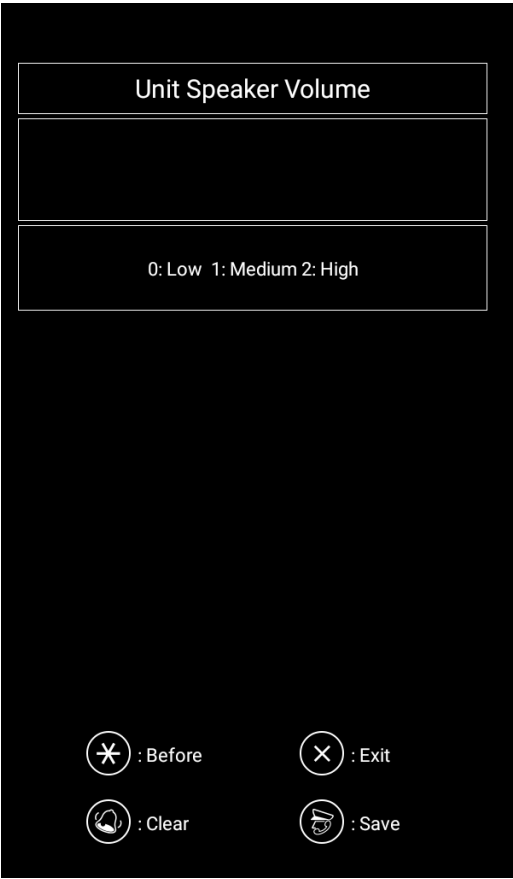 Unit Speaker Volume
0: Low 1: Medium 2: High
: Before
: Exit
: Clear
: Save